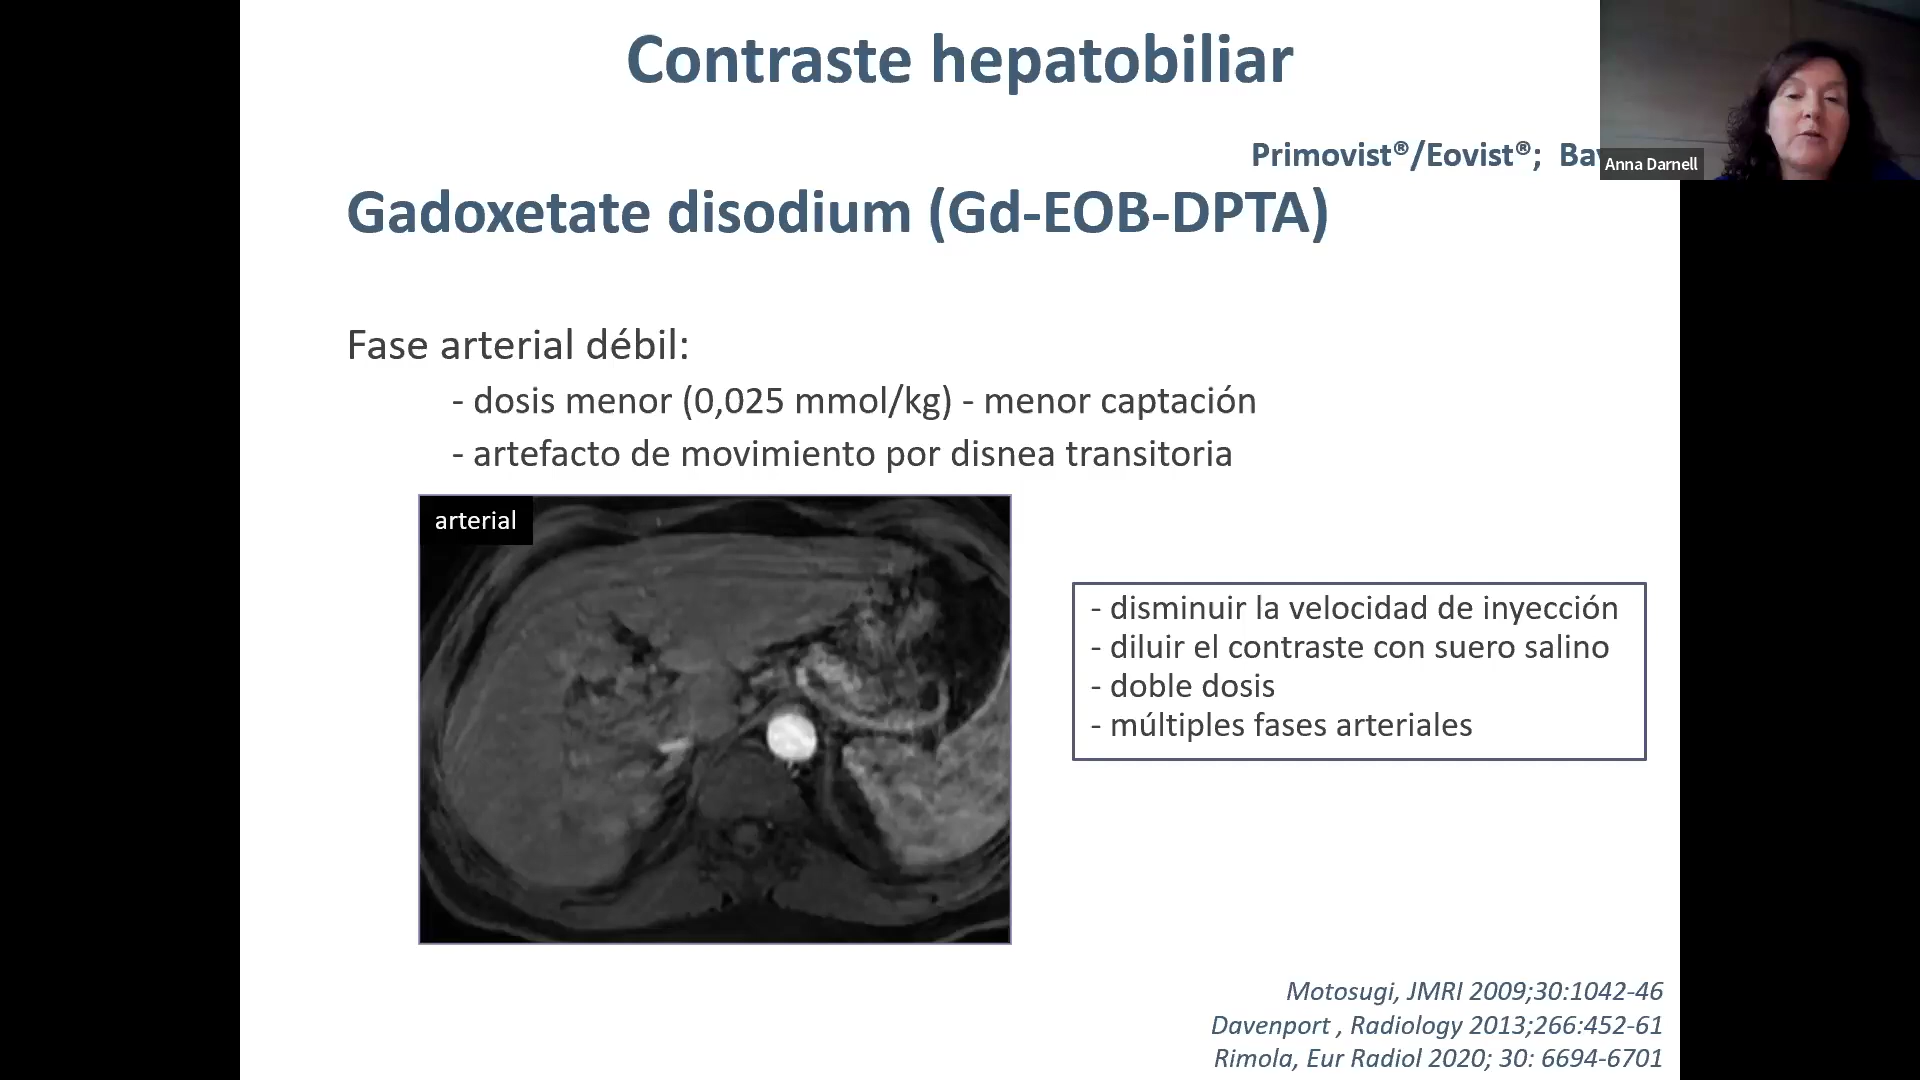 Contraste hepatobiliar
Primovist®/Eovist®;
Anna Darnell
Gadoxetate disodium (Gd-EOB-DPTA)
Fase arterial débil:
- dosis menor (0,025 mmol/kg) - menor captación
- artefacto de movimiento por disnea transitoria
arterial
- disminuir la velocidad de inyección
- diluir el contraste con suero salino
- doble dosis
- múltiples fases arteriales
Motosugi, JMRI 2009;30:1042-46
Davenport , Radiology 2013;266:452-61
Rimola, Eur Radiol 2020; 30: 6694-6701